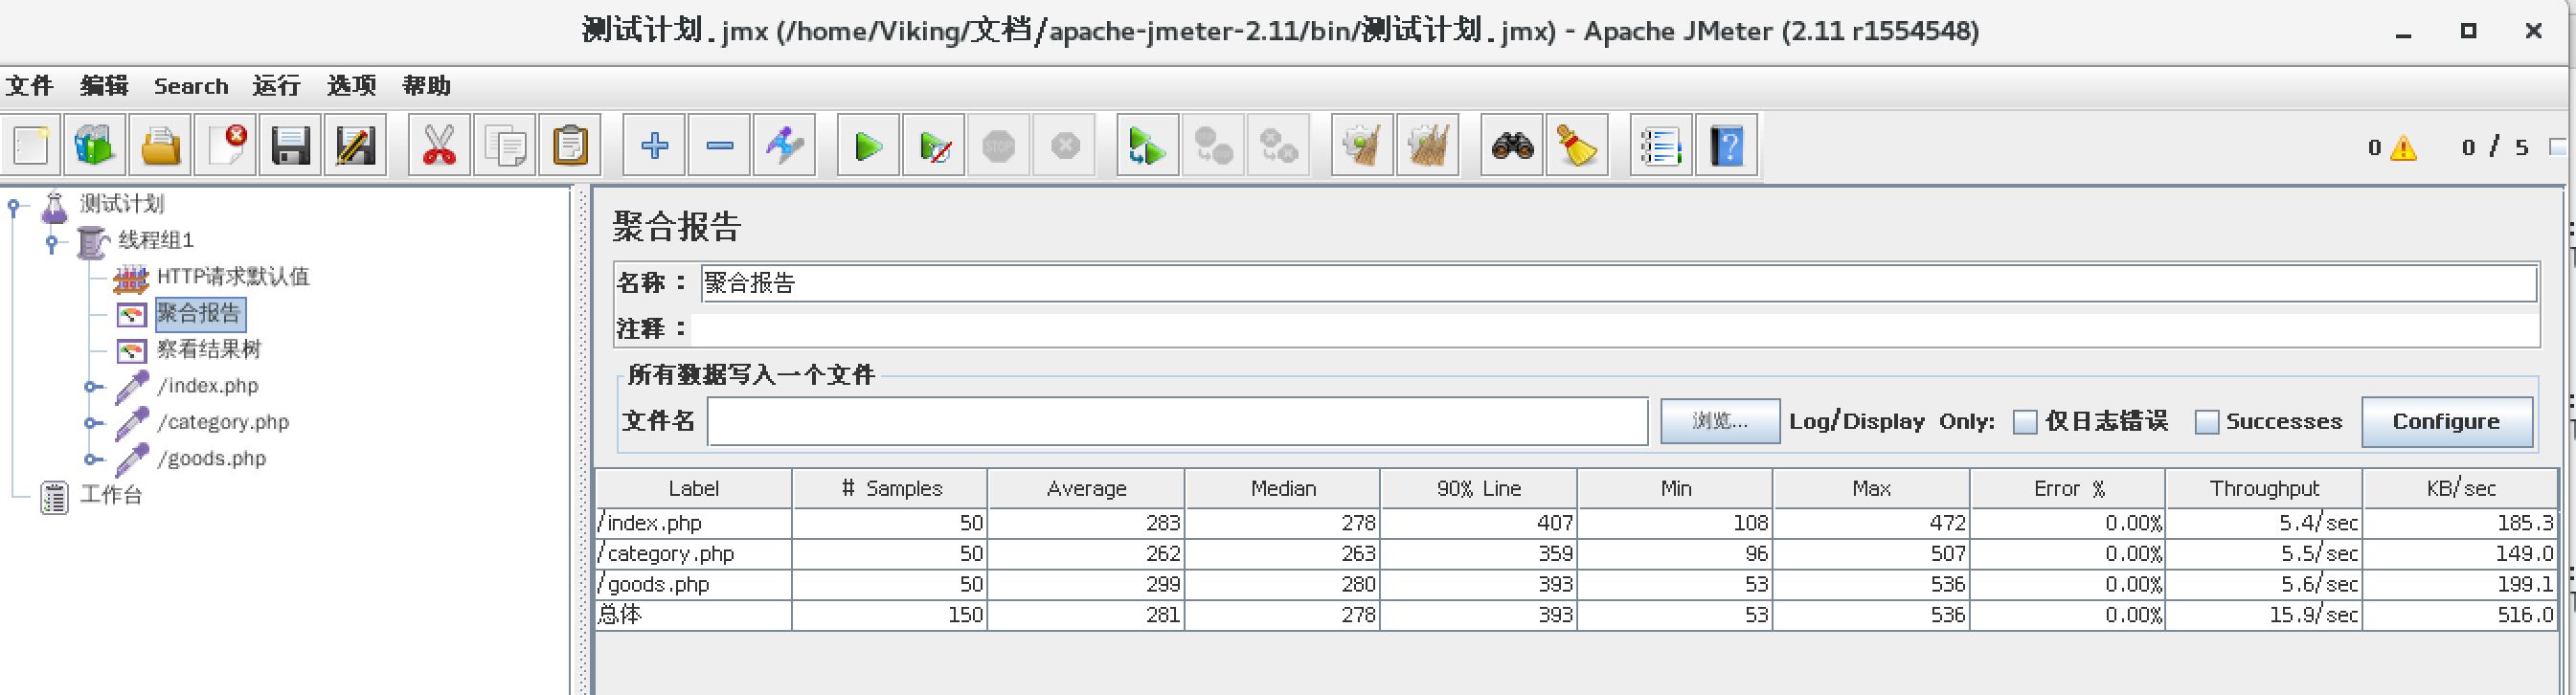 测试计划.jmx (/home/Viking/文档/apache-jmeter-2.11/bin/测试计划.jmx) - Apache JMeter (2.11 r1554548)
文件 编辑 Search 运行 选项 帮助
STOP
0 0 / 5
测试计划
线程组1
HTTP请求默认值
聚合报告
察看结果树
/index.php
/category.php
/goods.php
工作台
聚合报告
名称： 聚合报告
注释：
所有数据写入一个文件
文件名 浏览... Log/Display Only: 仅日志错误 Successes Configure
Label # Samples Average Median 90% Line Min Max Error % Throughput KB/sec
/index.php 50 283 278 407 108 472 0.00% 5.4/sec 185.3
/category.php 50 262 263 359 96 507 0.00% 5.5/sec 149.0
/goods.php 50 299 280 393 53 536 0.00% 5.6/sec 199.1
总体 150 281 278 393 53 536 0.00% 15.9/sec 516.0